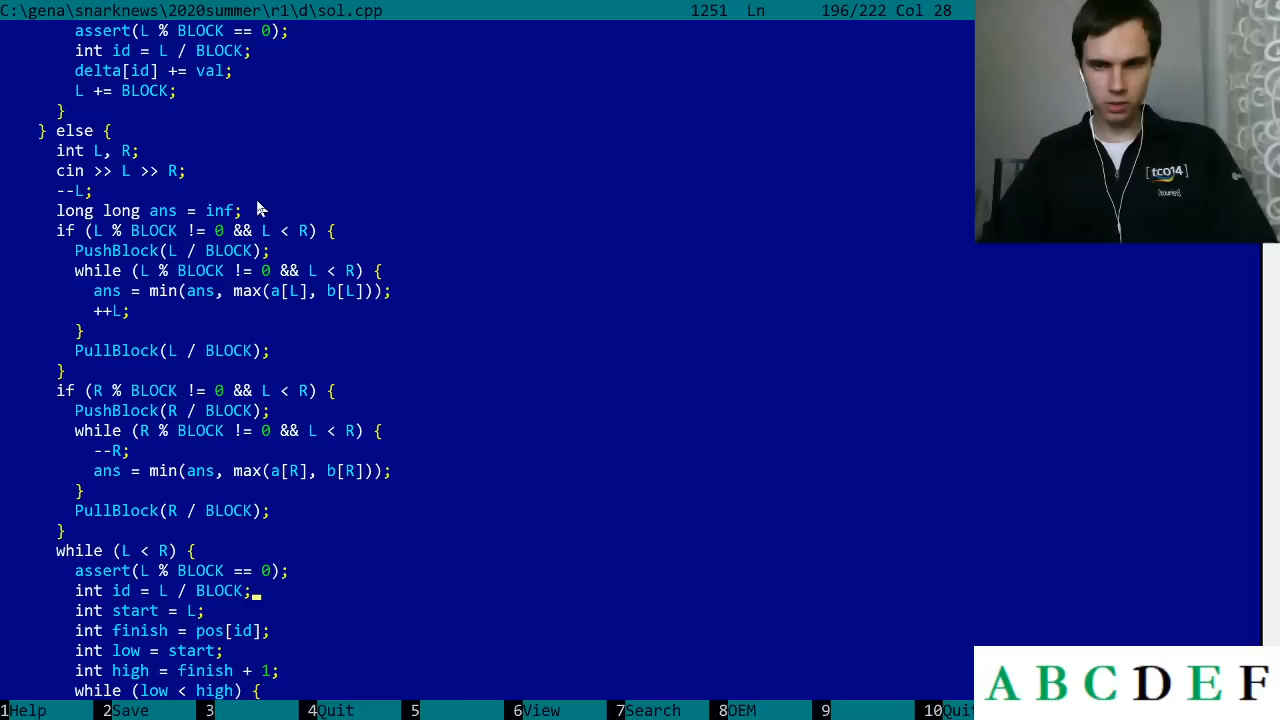 C:\gena\snarknews\2020summer\r1\d\sol.cpp 1251 Ln 196/222 Col 28
assert(L % BLOCK == 0);
int id = L / BLOCK;
delta[id] += val;
L += BLOCK;
}
} else {
int L, R;
cin >> L >> R;
--L;
long long ans = inf;
if (L % BLOCK != 0 && L < R) {
PushBlock(L / BLOCK);
while (L % BLOCK != 0 && L < R) {
ans = min(ans, max(a[L], b[L]));
++L;
}
PullBlock(L / BLOCK);
}
if (R % BLOCK != 0 && L < R) {
PushBlock(R / BLOCK);
while (R % BLOCK != 0 && L < R) {
--R;
ans = min(ans, max(a[R], b[R]));
}
PullBlock(R / BLOCK);
}
while (L < R) {
assert(L % BLOCK == 0);
int id = L / BLOCK;
int start = L;
int finish = pos[id];
int low = start;
int high = finish + 1;
while (low < high) {
1Help 2Save 3 4Quit 5 6View 7Search 8OEM 9 10Qui
[tco14]
{tourist}
A B C D E F